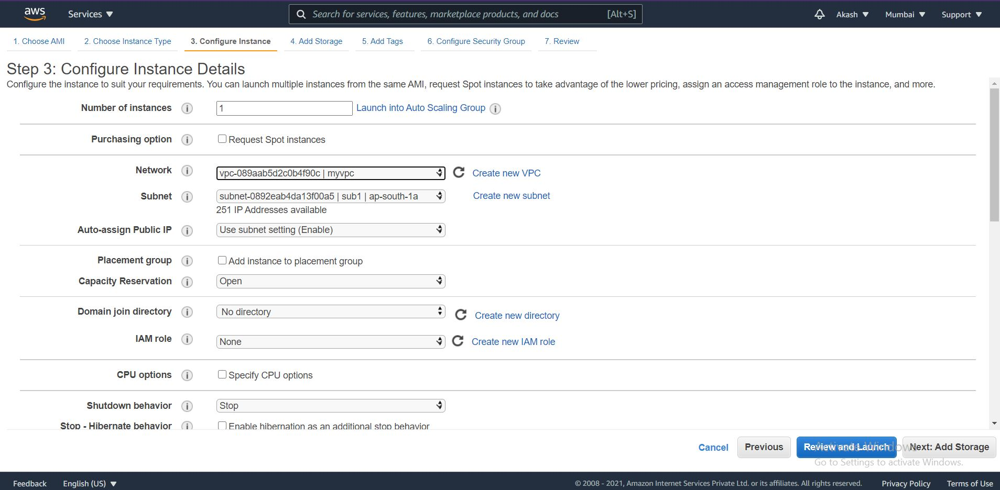 aws Services Search for services, features, marketplace products, and docs [Alt+S] Akash Mumbai Support
1. Choose AMI 2. Choose Instance Type 3. Configure Instance 4. Add Storage 5. Add Tags 6. Configure Security Group 7. Review
Step 3: Configure Instance Details
Configure the instance to suit your requirements. You can launch multiple instances from the same AMI, request Spot instances to take advantage of the lower pricing, assign an access management role to the instance, and more.
Number of instances i 1 Launch into Auto Scaling Group i
Purchasing option i Request Spot instances
Network i vpc-089aab5d2c0b4f90c | myvpc Create new VPC
Subnet i subnet-0892eab4da13f00a5 | sub1 | ap-south-1a Create new subnet
251 IP Addresses available
Auto-assign Public IP i Use subnet setting (Enable)
Placement group i Add instance to placement group
Capacity Reservation i Open
Domain join directory i No directory Create new directory
IAM role i None Create new IAM role
CPU options i Specify CPU options
Shutdown behavior i Stop
Stop - Hibernate behavior i Enable hibernation as an additional stop behavior
Cancel Previous Review and Launch Next: Add Storage
Activate Windows
Go to Settings to activate Windows.
Feedback English (US) © 2008 - 2021, Amazon Internet Services Private Ltd. or its affiliates. All rights reserved. Privacy Policy Terms of Use